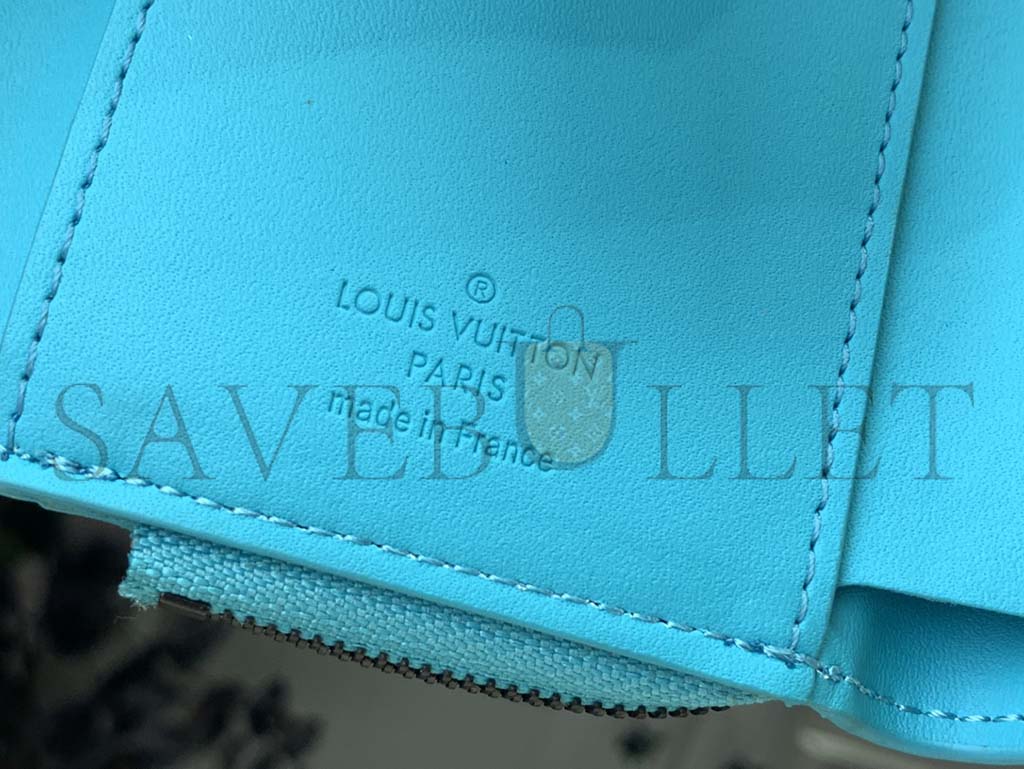 ®
LOUIS VUITTON
PARIS
made in France
SAVEBULLET